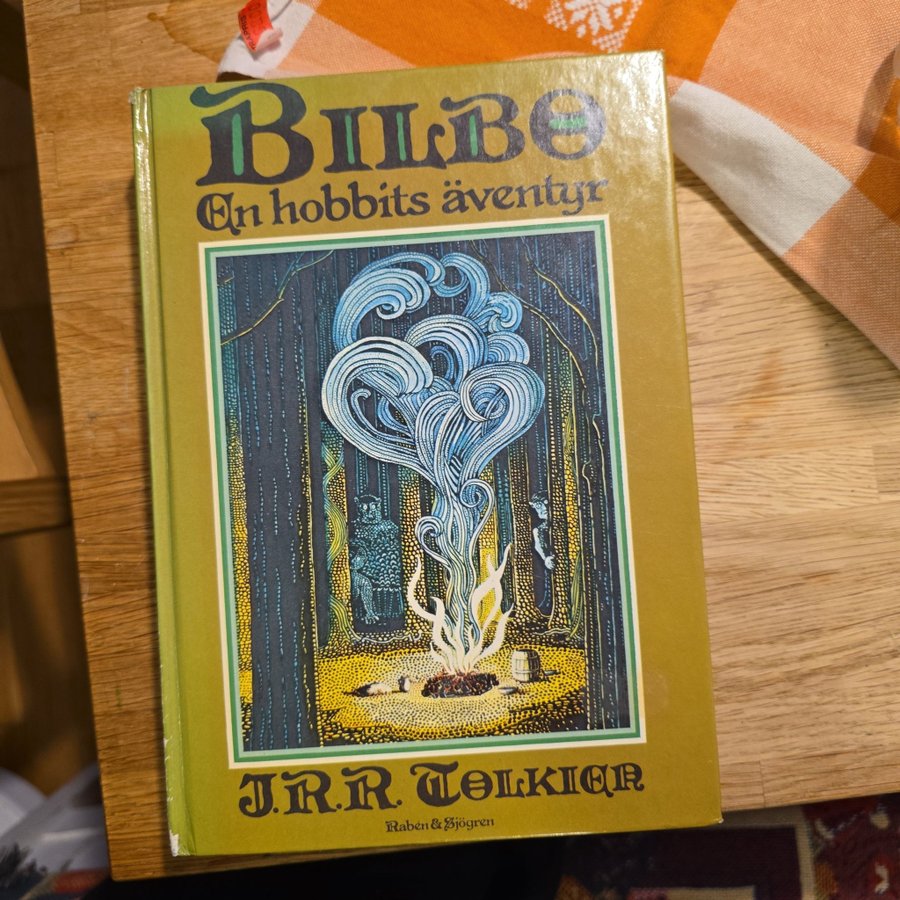 BILBO
En hobbits äventyr
J.R.R. TOLKIEN
Rabén & Sjögren